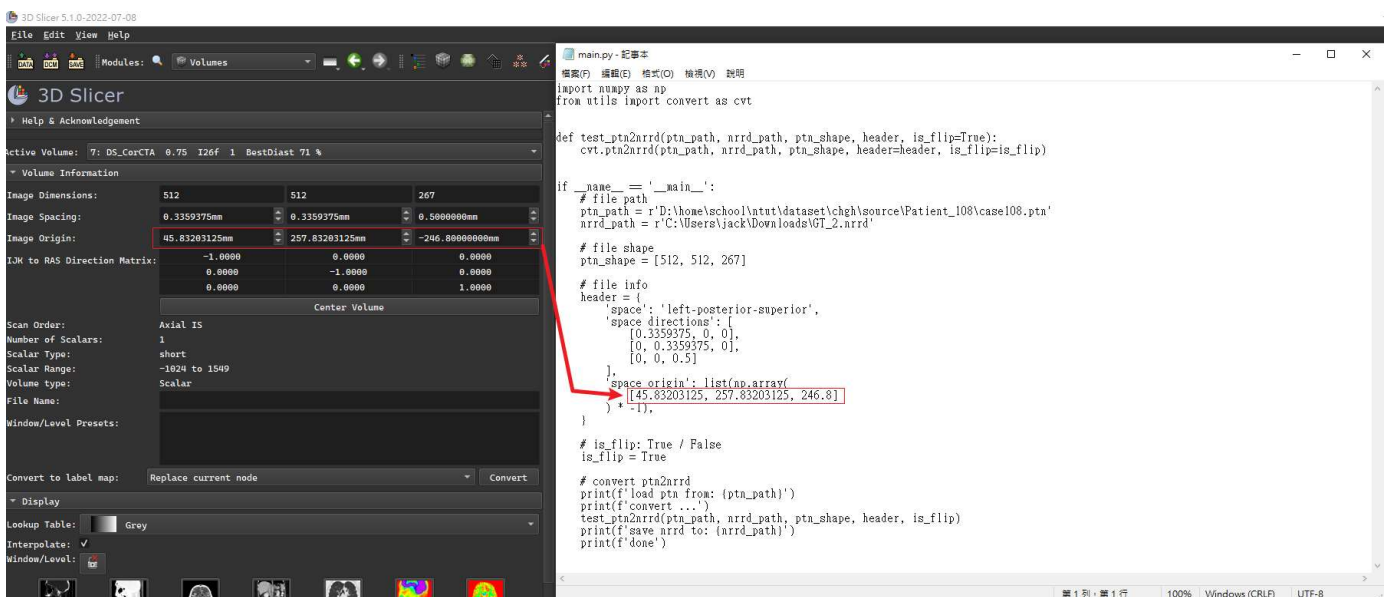 3D Slicer 5.1.0-2022-07-08
File Edit View Help
DATA DCM SAVE Modules: Volumes
3D Slicer
Help & Acknowledgement
Active Volume: 7: DS_CorCTA 0.75 I26f 1 BestDiast 71 %
Volume Information
Image Dimensions: 512 512 267
Image Spacing: 0.3359375mm 0.3359375mm 0.5000000mm
Image Origin: 45.83203125mm 257.83203125mm -246.80000000mm
IJK to RAS Direction Matrix: -1.0000 0.0000 0.0000
0.0000 -1.0000 0.0000
0.0000 0.0000 1.0000
Center Volume
Scan Order: Axial IS
Number of Scalars: 1
Scalar Type: short
Scalar Range: -1024 to 1549
Volume type: Scalar
File Name:
Window/Level Presets:
Convert to label map: Replace current node Convert
Display
Lookup Table: Grey
Interpolate:
Window/Level:
main.py - 記事本
檔案(F) 編輯(E) 格式(O) 檢視(V) 說明
import numpy as np
from utils import convert as cvt
def test_ptn2nrrd(ptn_path, nrrd_path, ptn_shape, header, is_flip=True):
cvt.ptn2nrrd(ptn_path, nrrd_path, ptn_shape, header=header, is_flip=is_flip)
if __name__ == '__main__':
# file path
ptn_path = r'D:\home\school\ntut\dataset\chgh\source\Patient_108\case108.ptn'
nrrd_path = r'C:\Users\jack\Downloads\GT_2.nrrd'
# file shape
ptn_shape = [512, 512, 267]
# file info
header = {
'space': 'left-posterior-superior',
'space directions': [
[0.3359375, 0, 0],
[0, 0.3359375, 0],
[0, 0, 0.5]
],
'space origin': list(np.array(
[45.83203125, 257.83203125, 246.8]
) * -1),
}
# is_flip: True / False
is_flip = True
# convert ptn2nrrd
print(f'load ptn from: {ptn_path}')
print(f'convert ...')
test_ptn2nrrd(ptn_path, nrrd_path, ptn_shape, header, is_flip)
print(f'save nrrd to: {nrrd_path}')
print(f'done')
第 1 列，第 1 行 100% Windows (CRLF) UTF-8